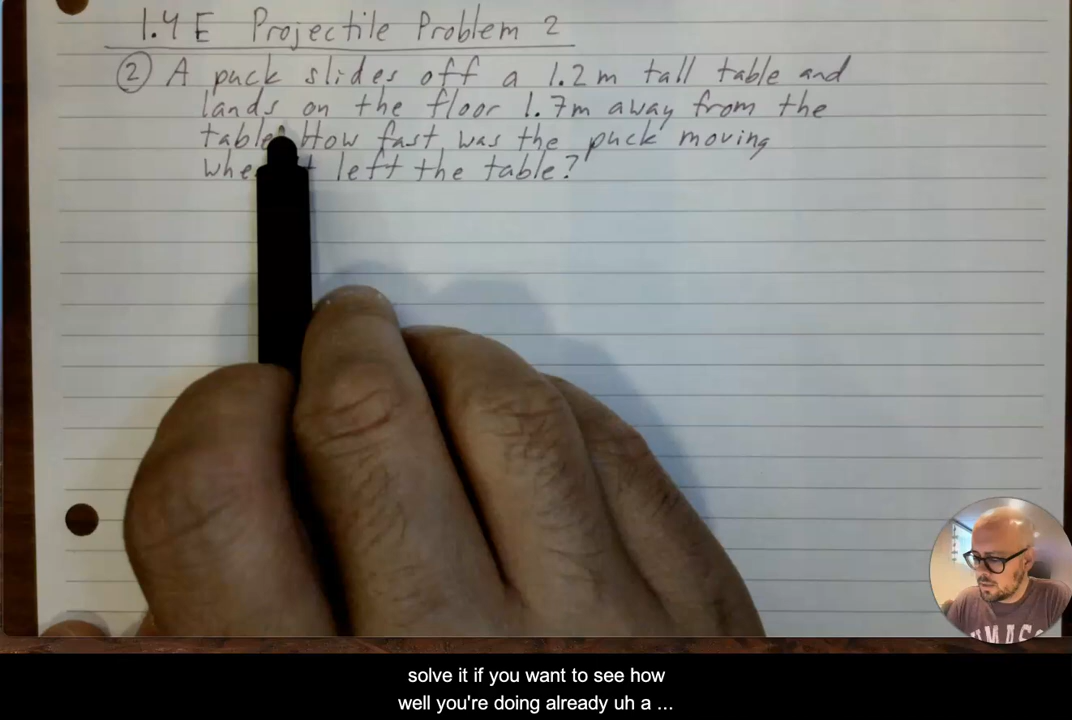 1.4 E Projectile Problem 2
② A puck slides off a 1.2m tall table and
lands on the floor 1.7m away from the
table How fast was the puck moving
left the table?
solve it if you want to see how
well you're doing already uh a ...